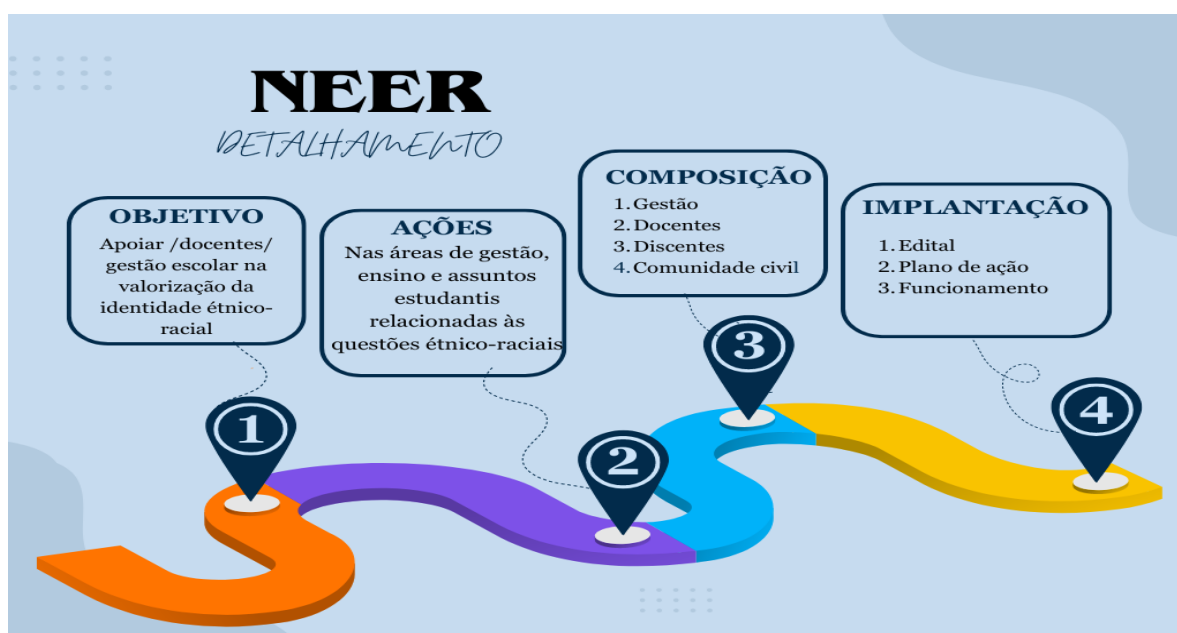 NEER
DETALHAMENTO
OBJETIVO
Apoiar /docentes/
gestão escolar na
valorização da
identidade étnico-
racial
AÇÕES
Nas áreas de gestão,
ensino e assuntos
estudantis
relacionadas às
questões étnico-raciais
COMPOSIÇÃO
1. Gestão
2. Docentes
3. Discentes
4. Comunidade civil
IMPLANTAÇÃO
1. Edital
2. Plano de ação
3. Funcionamento
1
2
3
4